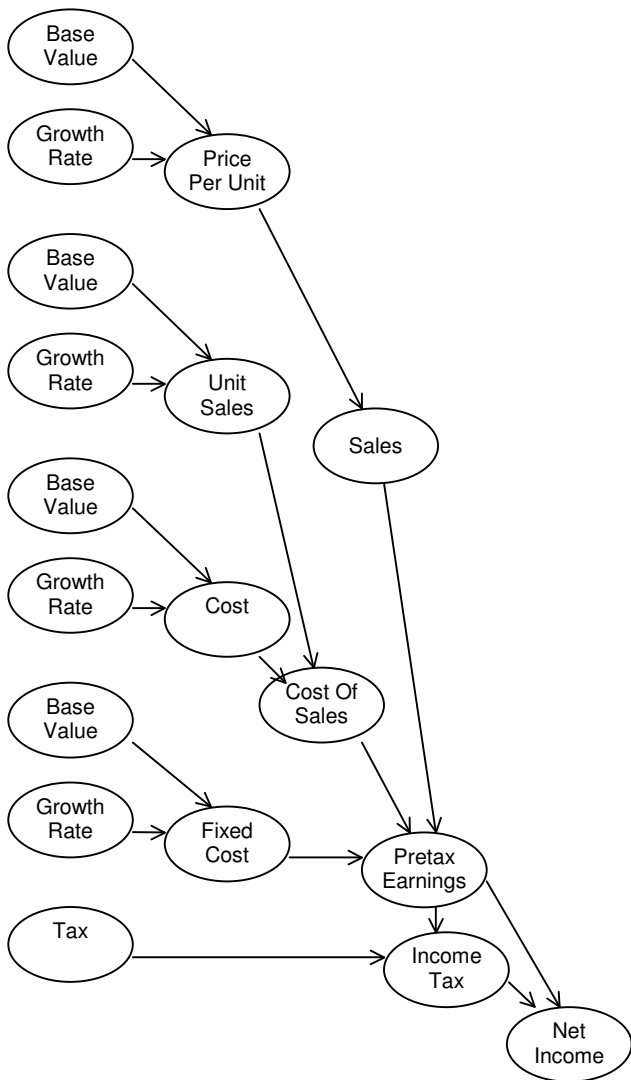 Base
Value
Growth
Rate
Price
Per Unit
Base
Value
Growth
Rate
Unit
Sales
Sales
Base
Value
Growth
Rate
Cost
Cost Of
Sales
Base
Value
Growth
Rate
Fixed
Cost
Pretax
Earnings
Tax
Income
Tax
Net
Income